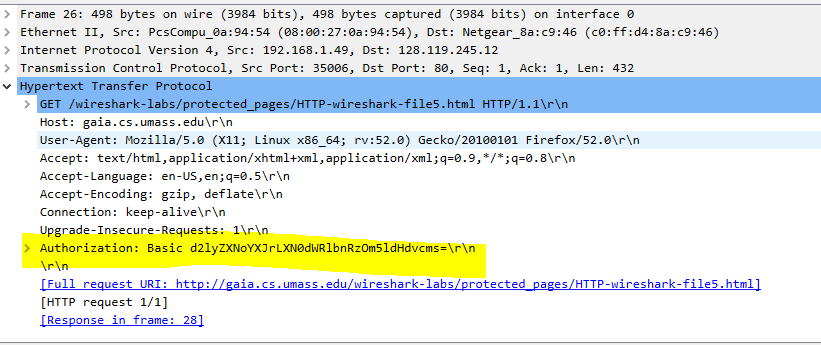 Frame 26: 498 bytes on wire (3984 bits), 498 bytes captured (3984 bits) on interface 0
Ethernet II, Src: PcsCompu_0a:94:54 (08:00:27:0a:94:54), Dst: Netgear_8a:c9:46 (c0:ff:d4:8a:c9:46)
Internet Protocol Version 4, Src: 192.168.1.49, Dst: 128.119.245.12
Transmission Control Protocol, Src Port: 35006, Dst Port: 80, Seq: 1, Ack: 1, Len: 432
Hypertext Transfer Protocol
GET /wireshark-labs/protected_pages/HTTP-wireshark-file5.html HTTP/1.1\r\n
Host: gaia.cs.umass.edu\r\n
User-Agent: Mozilla/5.0 (X11; Linux x86_64; rv:52.0) Gecko/20100101 Firefox/52.0\r\n
Accept: text/html,application/xhtml+xml,application/xml;q=0.9,*/*;q=0.8\r\n
Accept-Language: en-US,en;q=0.5\r\n
Accept-Encoding: gzip, deflate\r\n
Connection: keep-alive\r\n
Upgrade-Insecure-Requests: 1\r\n
Authorization: Basic d2lyZXNoYXJrLXN0dWRlbnRzOm5ldHdvcms=\r\n
\r\n
[Full request URI: http://gaia.cs.umass.edu/wireshark-labs/protected_pages/HTTP-wireshark-file5.html]
[HTTP request 1/1]
[Response in frame: 28]